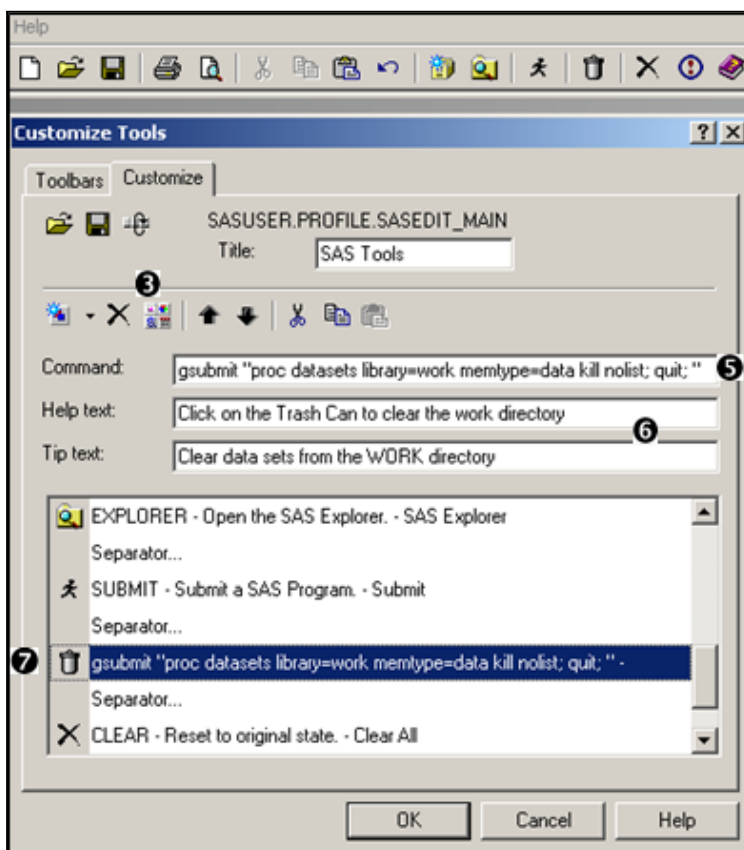 Help
Customize Tools
Toolbars Customize
SASUSER.PROFILE.SASEDIT_MAIN
Title: SAS Tools
❸
Command: gsubmit "proc datasets library=work memtype=data kill nolist; quit; " ❺
Help text: Click on the Trash Can to clear the work directory
❻
Tip text: Clear data sets from the WORK directory
EXPLORER - Open the SAS Explorer. - SAS Explorer
Separator...
SUBMIT - Submit a SAS Program. - Submit
Separator...
❼ gsubmit "proc datasets library=work memtype=data kill nolist; quit; " -
Separator...
CLEAR - Reset to original state. - Clear All
OK Cancel Help